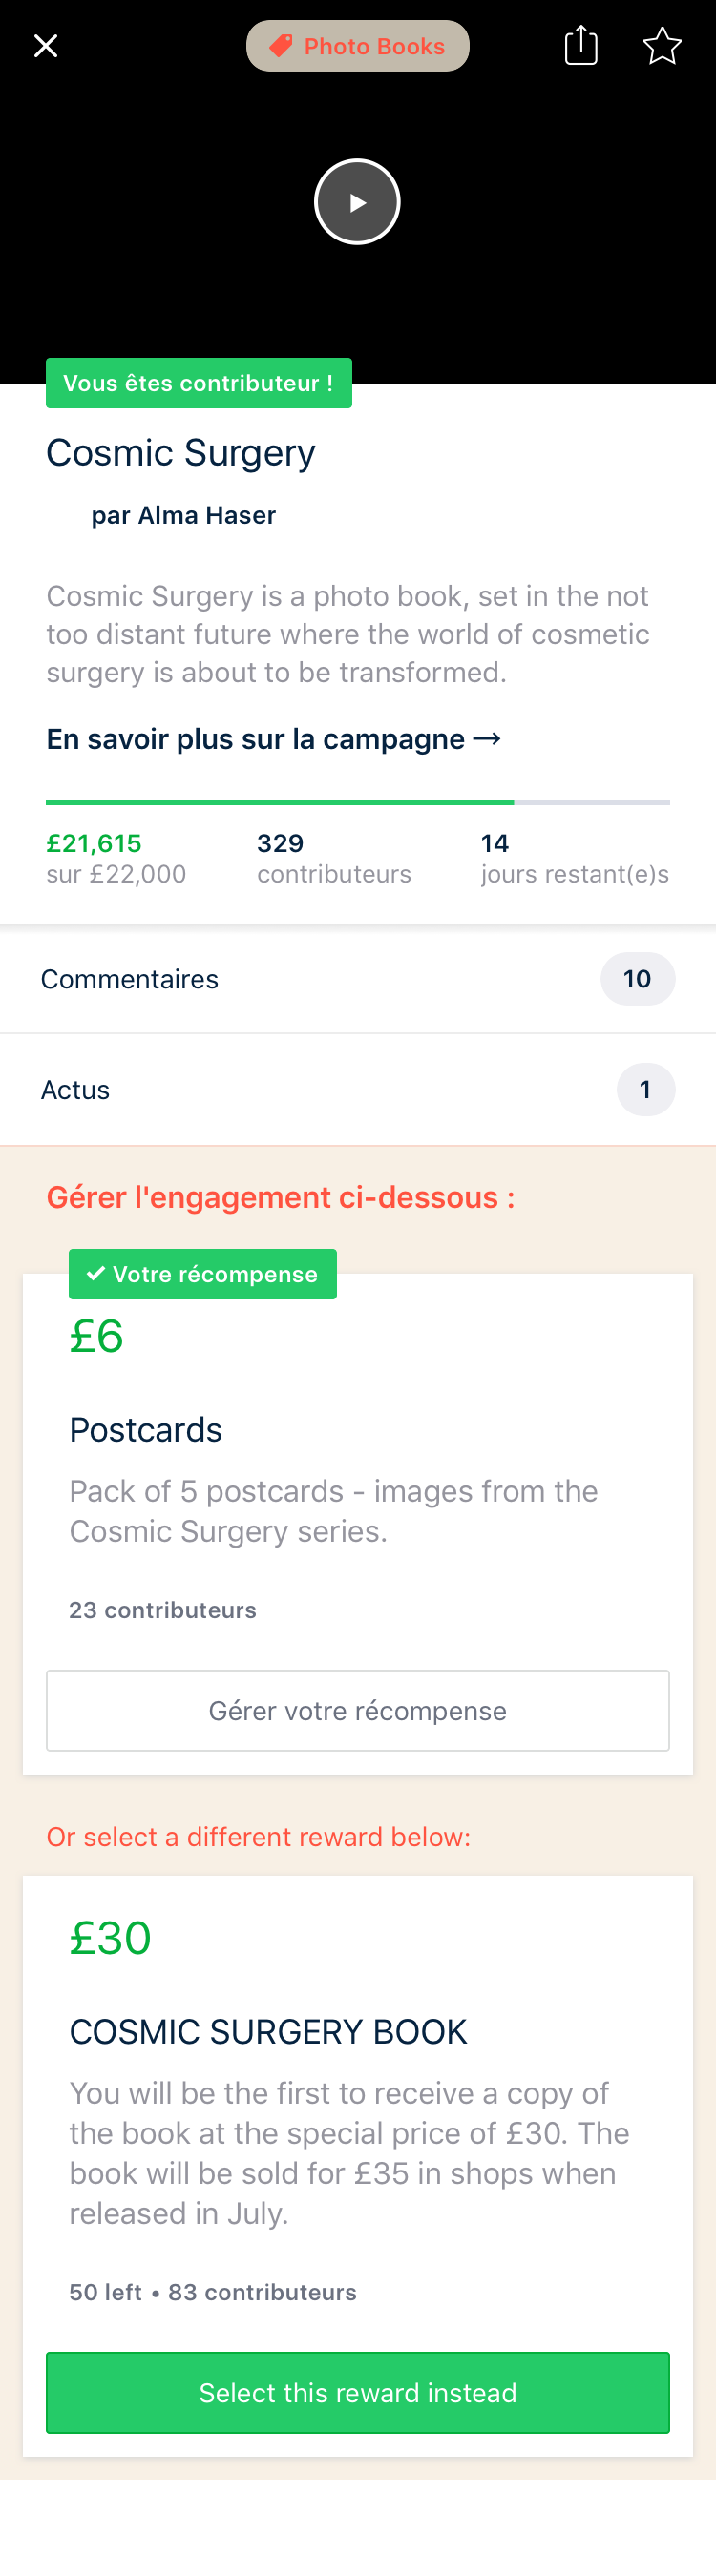 Photo Books
Vous êtes contributeur !
Cosmic Surgery
par Alma Haser
Cosmic Surgery is a photo book, set in the not
too distant future where the world of cosmetic
surgery is about to be transformed.
En savoir plus sur la campagne →
£21,615
sur £22,000
329
contributeurs
14
jours restant(e)s
Commentaires
10
Actus
1
Gérer l'engagement ci-dessous :
✓ Votre récompense
£6
Postcards
Pack of 5 postcards - images from the
Cosmic Surgery series.
23 contributeurs
Gérer votre récompense
Or select a different reward below:
£30
COSMIC SURGERY BOOK
You will be the first to receive a copy of
the book at the special price of £30. The
book will be sold for £35 in shops when
released in July.
50 left • 83 contributeurs
Select this reward instead